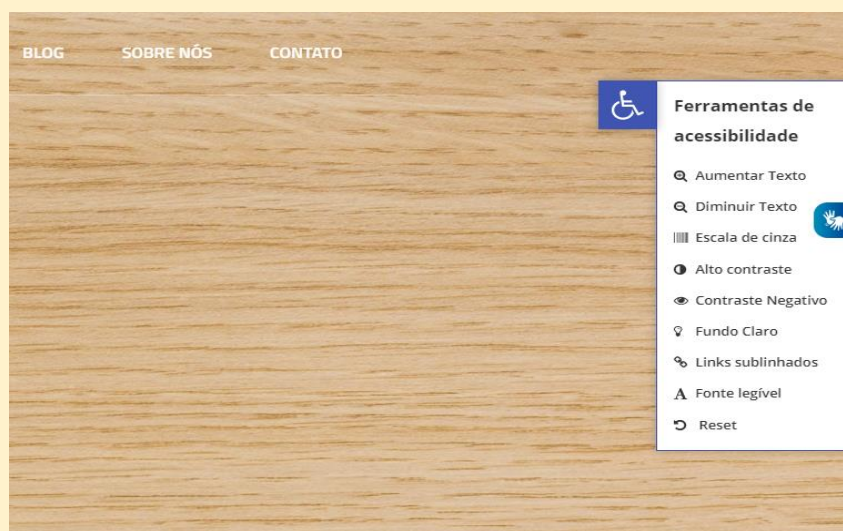 BLOG SOBRE NÓS CONTATO
Ferramentas de
acessibilidade
Aumentar Texto
Diminuir Texto
Escala de cinza
Alto contraste
Contraste Negativo
Fundo Claro
Links sublinhados
Fonte legível
Reset